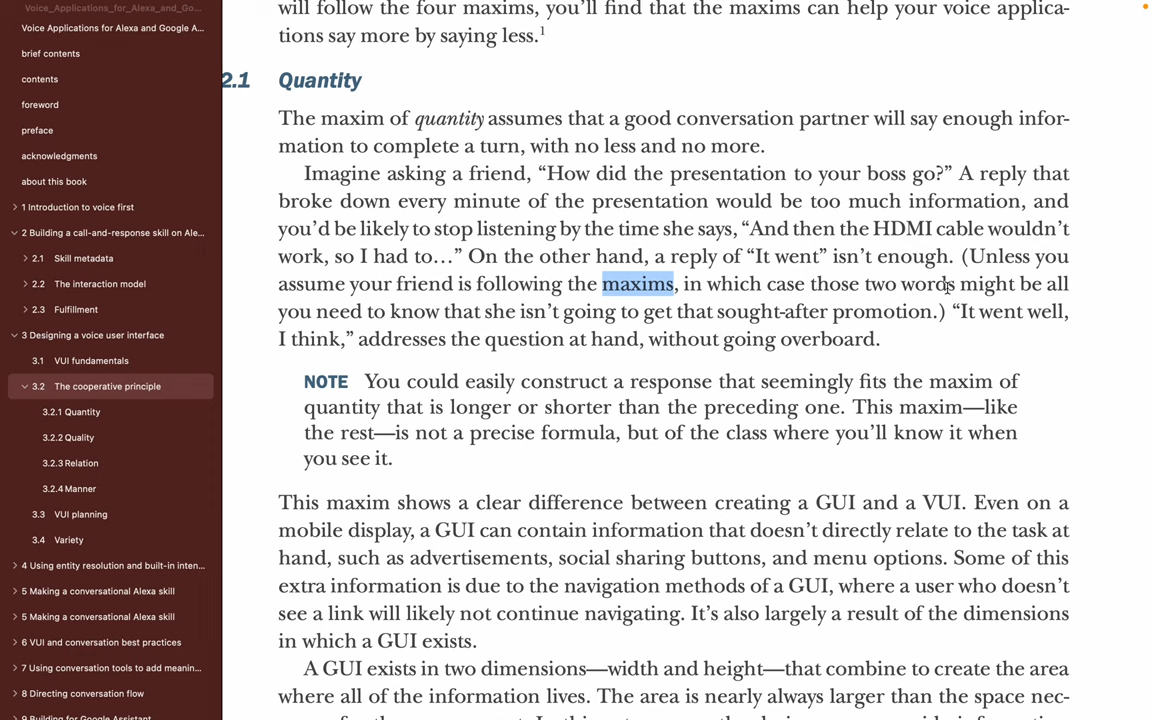 Voice_Applications_for_Alexa_and_Go...
Voice Applications for Alexa and Google A...
brief contents
contents
foreword
preface
acknowledgments
about this book
1 Introduction to voice first
2 Building a call-and-response skill on Ale...
2.1 Skill metadata
2.2 The interaction model
2.3 Fulfillment
3 Designing a voice user interface
3.1 VUI fundamentals
3.2 The cooperative principle
3.2.1 Quantity
3.2.2 Quality
3.2.3 Relation
3.2.4 Manner
3.3 VUI planning
3.4 Variety
4 Using entity resolution and built-in inten...
5 Making a conversational Alexa skill
5 Making a conversational Alexa skill
6 VUI and conversation best practices
7 Using conversation tools to add meanin...
8 Directing conversation flow
9 Building for Google Assistant
will follow the four maxims, you’ll find that the maxims can help your voice applica-
tions say more by saying less.¹
2.1 Quantity
The maxim of quantity assumes that a good conversation partner will say enough infor-
mation to complete a turn, with no less and no more.
Imagine asking a friend, “How did the presentation to your boss go?” A reply that
broke down every minute of the presentation would be too much information, and
you’d be likely to stop listening by the time she says, “And then the HDMI cable wouldn’t
work, so I had to…” On the other hand, a reply of “It went” isn’t enough. (Unless you
assume your friend is following the maxims, in which case those two words might be all
you need to know that she isn’t going to get that sought-after promotion.) “It went well,
I think,” addresses the question at hand, without going overboard.
NOTE You could easily construct a response that seemingly fits the maxim of
quantity that is longer or shorter than the preceding one. This maxim—like
the rest—is not a precise formula, but of the class where you’ll know it when
you see it.
This maxim shows a clear difference between creating a GUI and a VUI. Even on a
mobile display, a GUI can contain information that doesn’t directly relate to the task at
hand, such as advertisements, social sharing buttons, and menu options. Some of this
extra information is due to the navigation methods of a GUI, where a user who doesn’t
see a link will likely not continue navigating. It’s also largely a result of the dimensions
in which a GUI exists.
A GUI exists in two dimensions—width and height—that combine to create the area
where all of the information lives. The area is nearly always larger than the space nec-